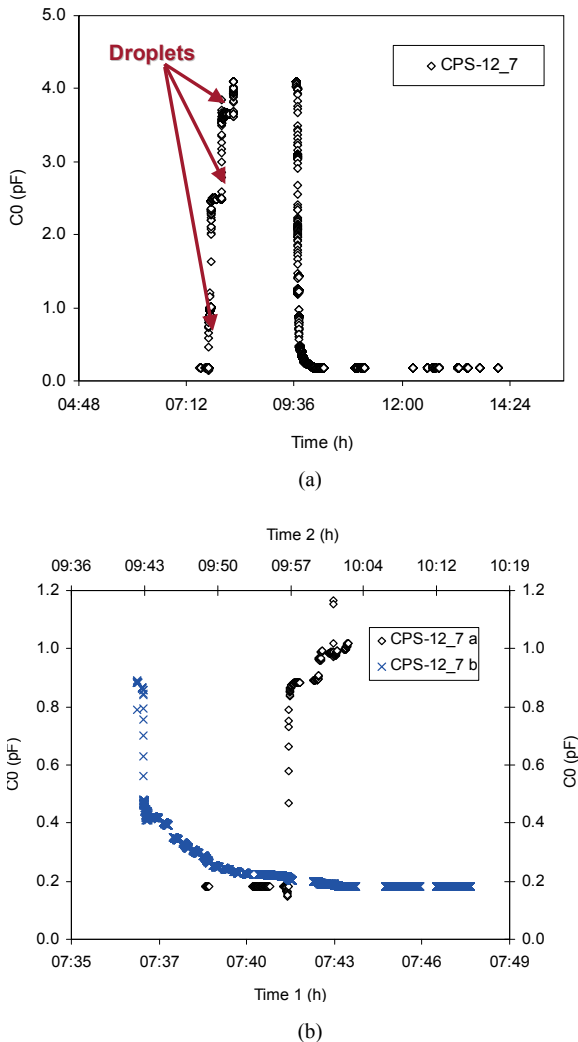 5.0
Droplets
CPS-12_7
4.0
3.0
C0 (pF)
2.0
1.0
0.0
04:48 07:12 09:36 12:00 14:24
Time (h)
(a)
Time 2 (h)
09:36 09:43 09:50 09:57 10:04 10:12 10:19
1.2 1.2
CPS-12_7 a
CPS-12_7 b
1.0 1.0
0.8 0.8
C0 (pF) C0 (pF)
0.6 0.6
0.4 0.4
0.2 0.2
0.0 0.0
07:35 07:37 07:40 07:43 07:46 07:49
Time 1 (h)
(b)